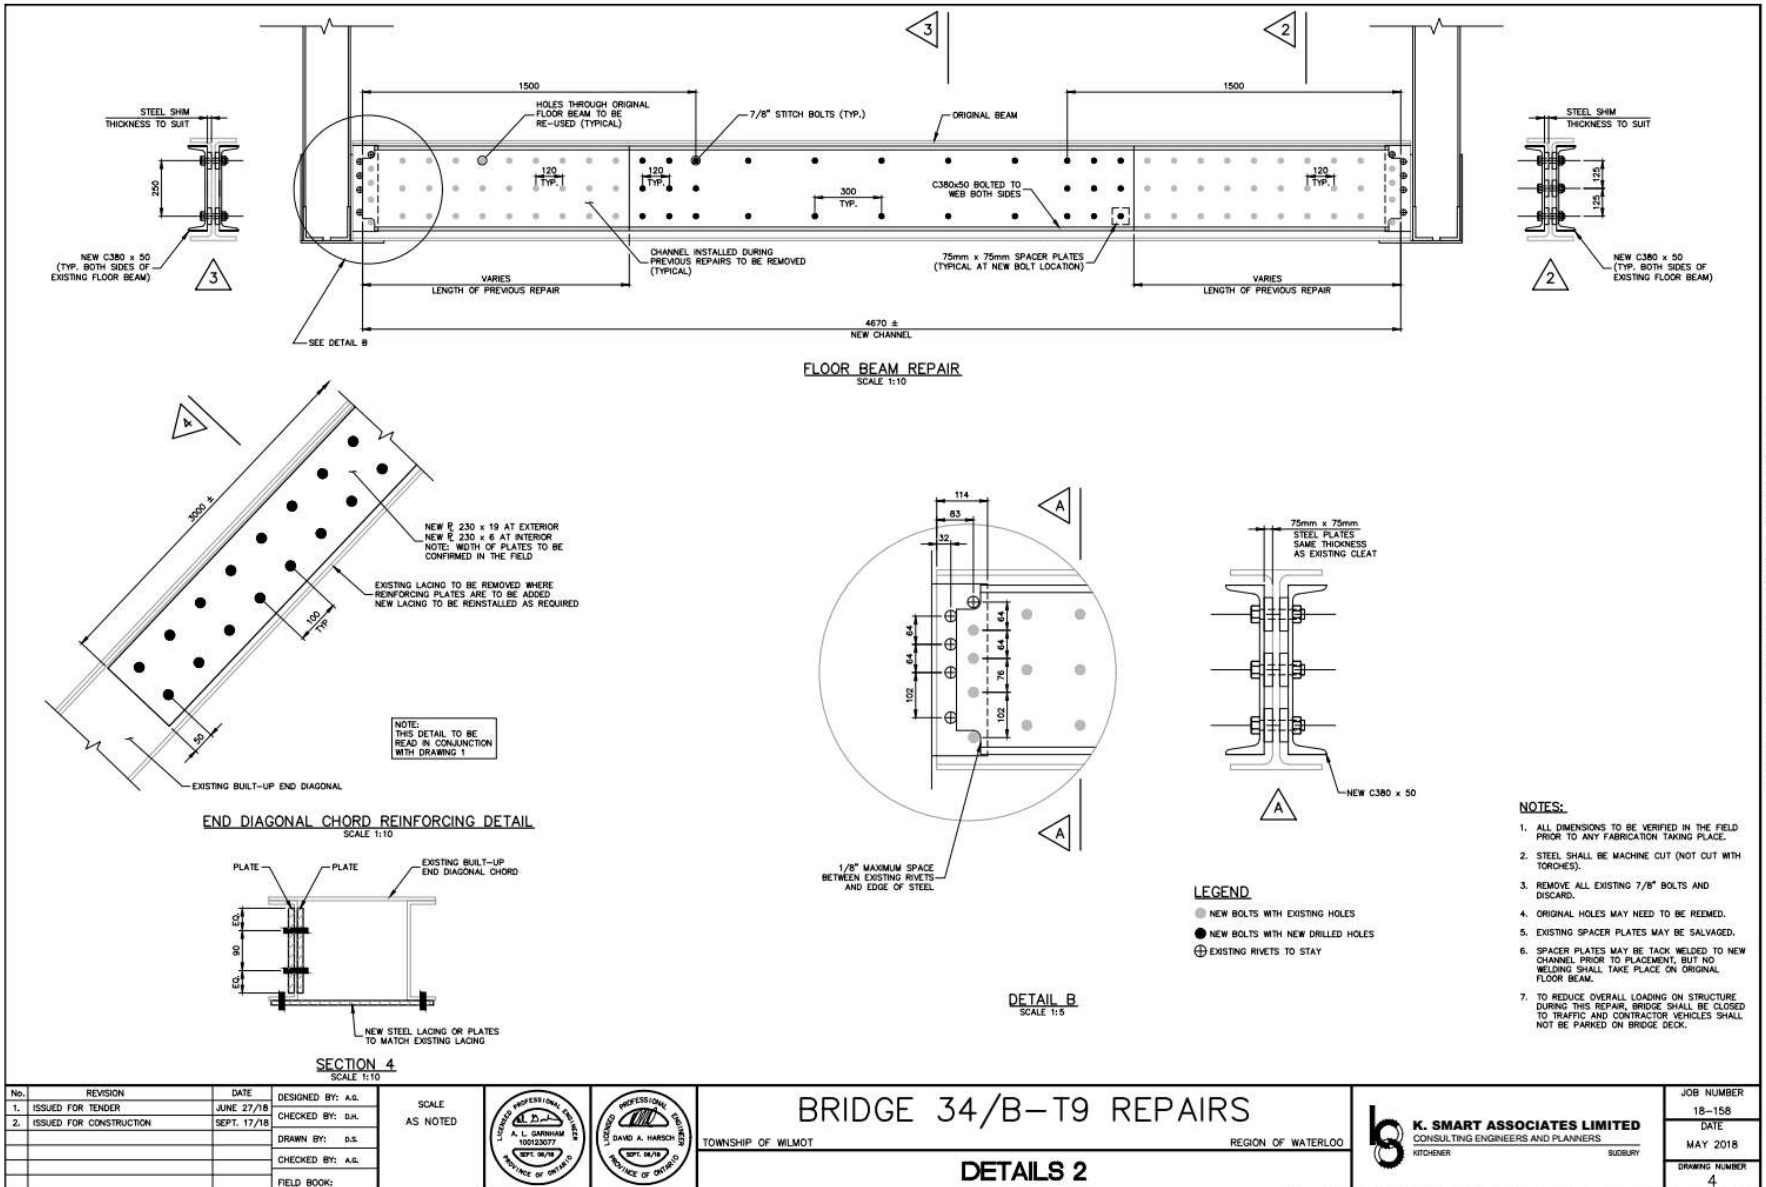 3
2
1500
1500
STEEL SHIM
THICKNESS TO SUIT
HOLES THROUGH ORIGINAL
FLOOR BEAM TO BE
RE-USED (TYPICAL)
7/8" STITCH BOLTS (TYP.)
ORIGINAL BEAM
STEEL SHIM
THICKNESS TO SUIT
250
120
TYP.
120
TYP.
300
TYP.
C380x50 BOLTED TO
WEB BOTH SIDES
120
TYP.
125
125
NEW C380 x 50
(TYP. BOTH SIDES OF
EXISTING FLOOR BEAM)
3
CHANNEL INSTALLED DURING
PREVIOUS REPAIRS TO BE REMOVED
(TYPICAL)
75mm x 75mm SPACER PLATES
(TYPICAL AT NEW BOLT LOCATION)
NEW C380 x 50
(TYP. BOTH SIDES OF
EXISTING FLOOR BEAM)
2
VARIES
LENGTH OF PREVIOUS REPAIR
VARIES
LENGTH OF PREVIOUS REPAIR
4670 ±
NEW CHANNEL
SEE DETAIL B
FLOOR BEAM REPAIR
SCALE 1:10
4
3000 ±
NEW ℄ 230 x 19 AT EXTERIOR
NEW ℄ 230 x 6 AT INTERIOR
NOTE: WIDTH OF PLATES TO BE
CONFIRMED IN THE FIELD
EXISTING LACING TO BE REMOVED WHERE
REINFORCING PLATES ARE TO BE ADDED
NEW LACING TO BE REINSTALLED AS REQUIRED
100
TYP
50
NOTE:
THIS DETAIL TO BE
READ IN CONJUNCTION
WITH DRAWING 1
EXISTING BUILT-UP END DIAGONAL
END DIAGONAL CHORD REINFORCING DETAIL
SCALE 1:10
PLATE
PLATE
EXISTING BUILT-UP
END DIAGONAL CHORD
EQ.
90
EQ.
NEW STEEL LACING OR PLATES
TO MATCH EXISTING LACING
SECTION 4
SCALE 1:10
114
83
32
A
64
64
102
64
64
76
102
A
1/8" MAXIMUM SPACE
BETWEEN EXISTING RIVETS
AND EDGE OF STEEL
DETAIL B
SCALE 1:5
75mm x 75mm
STEEL PLATES
SAME THICKNESS
AS EXISTING CLEAT
NEW C380 x 50
A
LEGEND
NEW BOLTS WITH EXISTING HOLES
NEW BOLTS WITH NEW DRILLED HOLES
EXISTING RIVETS TO STAY
NOTES:
1. ALL DIMENSIONS TO BE VERIFIED IN THE FIELD
PRIOR TO ANY FABRICATION TAKING PLACE.
2. STEEL SHALL BE MACHINE CUT (NOT CUT WITH
TORCHES).
3. REMOVE ALL EXISTING 7/8" BOLTS AND
DISCARD.
4. ORIGINAL HOLES MAY NEED TO BE REEMED.
5. EXISTING SPACER PLATES MAY BE SALVAGED.
6. SPACER PLATES MAY BE TACK WELDED TO NEW
CHANNEL PRIOR TO PLACEMENT, BUT NO
WELDING SHALL TAKE PLACE ON ORIGINAL
FLOOR BEAM.
7. TO REDUCE OVERALL LOADING ON STRUCTURE
DURING THIS REPAIR, BRIDGE SHALL BE CLOSED
TO TRAFFIC AND CONTRACTOR VEHICLES SHALL
NOT BE PARKED ON BRIDGE DECK.
No. REVISION DATE
1. ISSUED FOR TENDER JUNE 27/18
2. ISSUED FOR CONSTRUCTION SEPT. 17/18
DESIGNED BY: A.G.
CHECKED BY: D.H.
DRAWN BY: D.S.
CHECKED BY: A.G.
FIELD BOOK:
SCALE
AS NOTED
LICENSED PROFESSIONAL ENGINEER
A. L. GARNHAM
100123077
SEPT. 06/18
PROVINCE OF ONTARIO
LICENSED PROFESSIONAL ENGINEER
DAVID A. HARSCH
SEPT. 06/18
PROVINCE OF ONTARIO
BRIDGE 34/B-T9 REPAIRS
TOWNSHIP OF WILMOT REGION OF WATERLOO
DETAILS 2
K. SMART ASSOCIATES LIMITED
CONSULTING ENGINEERS AND PLANNERS
KITCHENER SUDBURY
JOB NUMBER
18-158
DATE
MAY 2018
DRAWING NUMBER
4